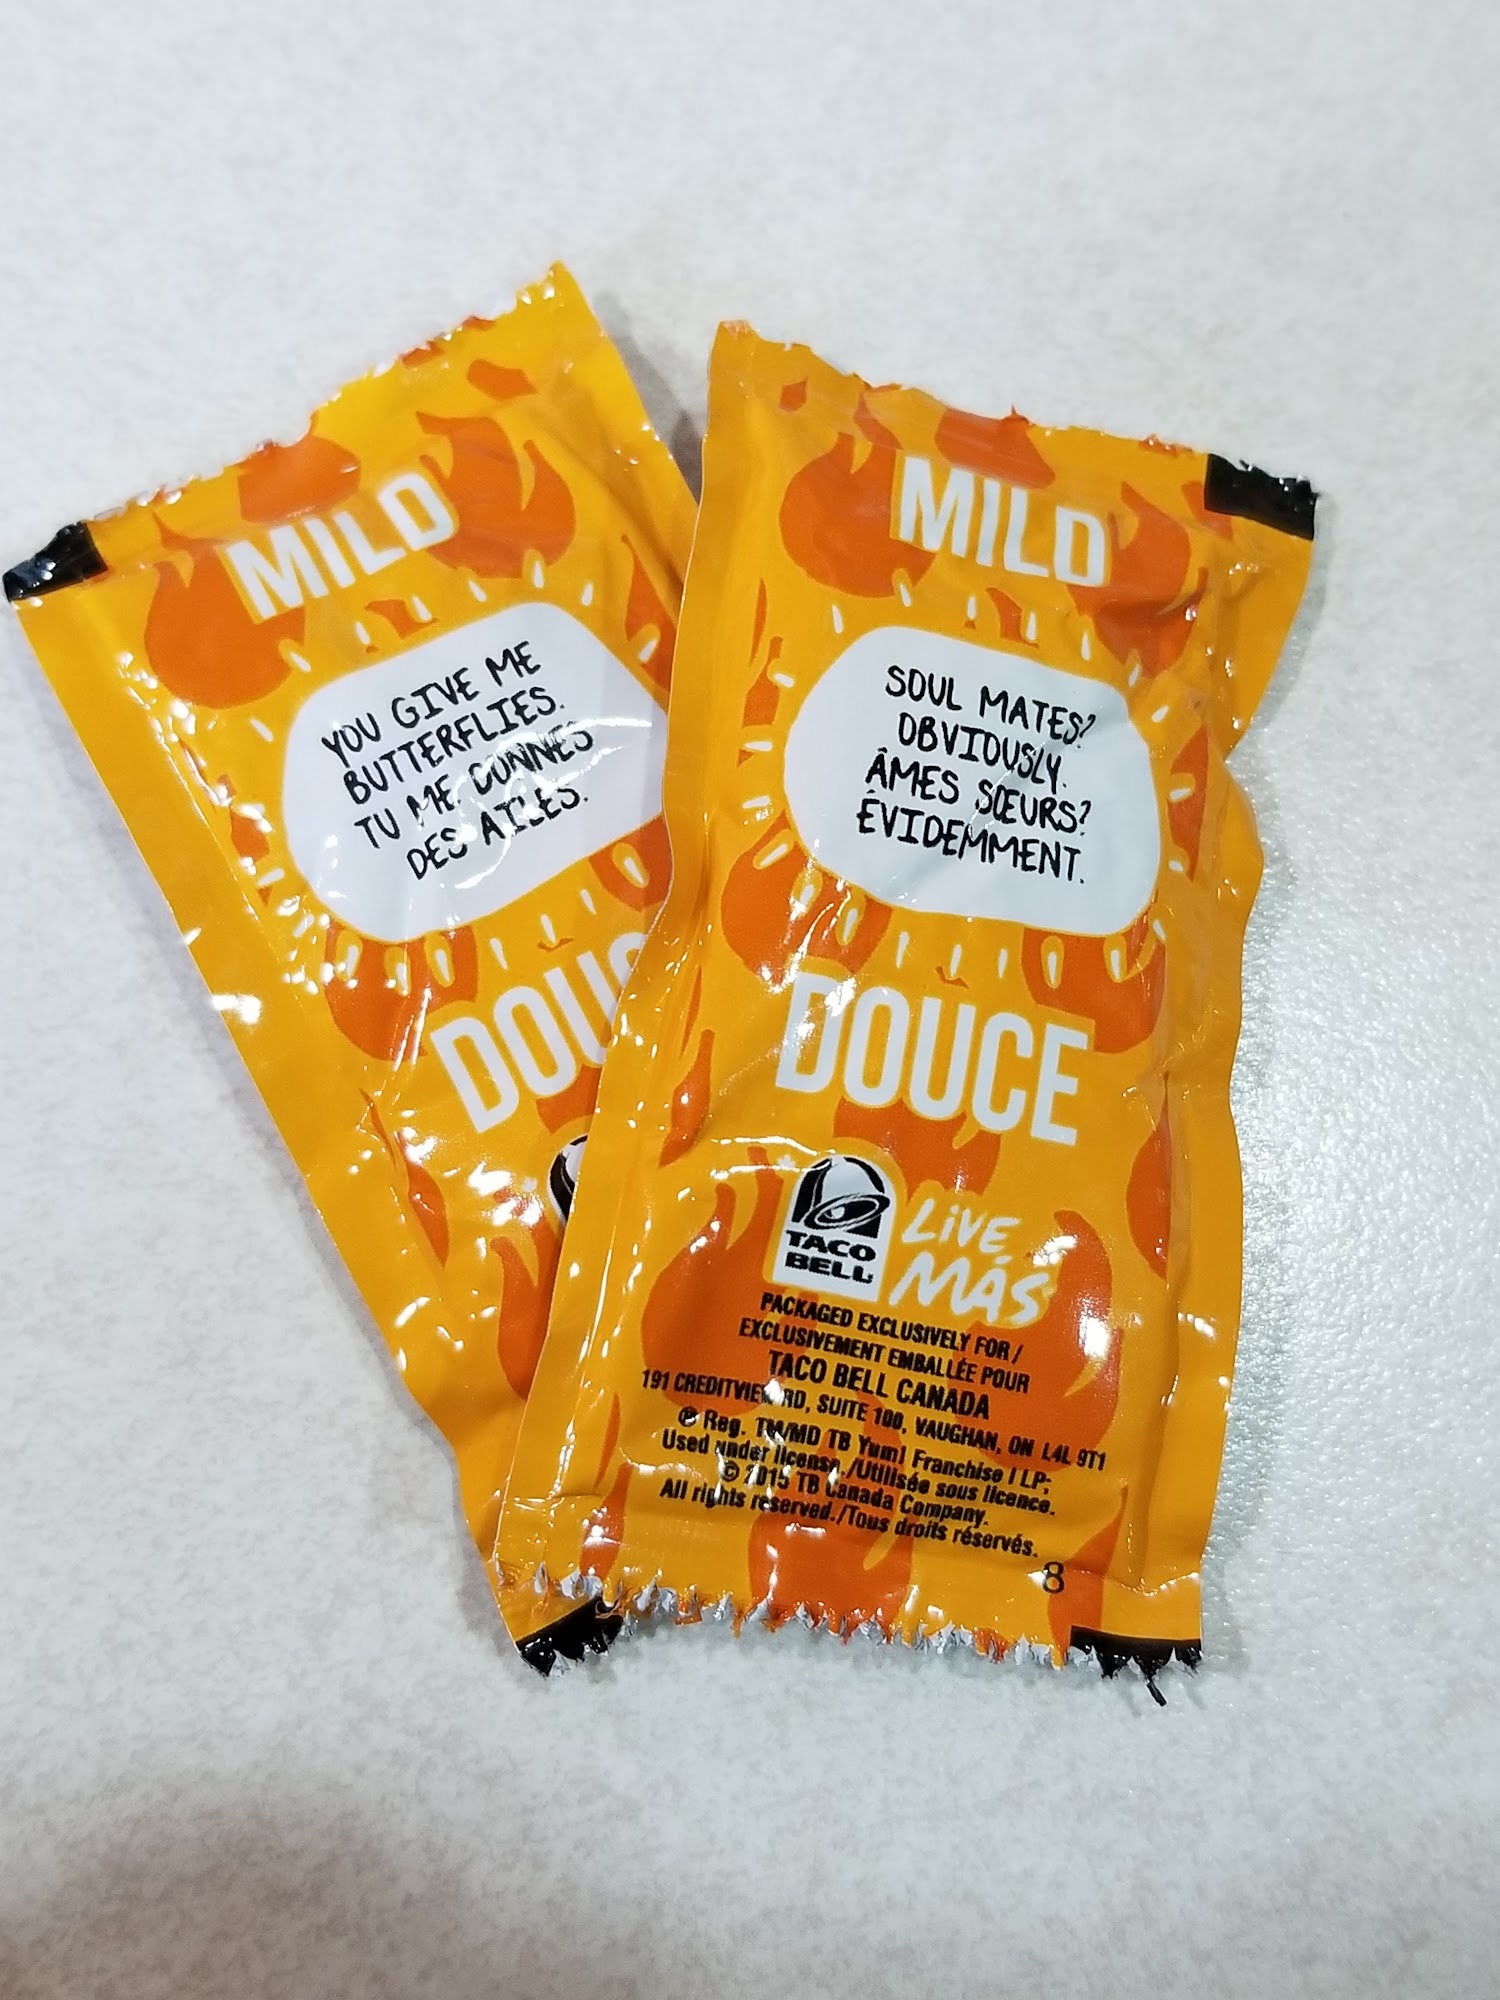 MILD
YOU GIVE ME
BUTTERFLIES.
TU ME DONNES
DES AILES.
DOUC
MILD
SOUL MATES?
OBVIOUSLY.
ÂMES SŒURS?
ÉVIDEMMENT.
DOUCE
TACO
BELL
LiVE
MÁS
PACKAGED EXCLUSIVELY FOR/
EXCLUSIVEMENT EMBALLÉE POUR
TACO BELL CANADA
191 CREDITVIEW RD, SUITE 100, VAUGHAN, ON L4L 9T1
® Reg. TM/MD TB Yum! Franchise I LP;
Used under license./Utilisée sous licence.
© 2015 TB Canada Company.
All rights reserved./Tous droits réservés.
8